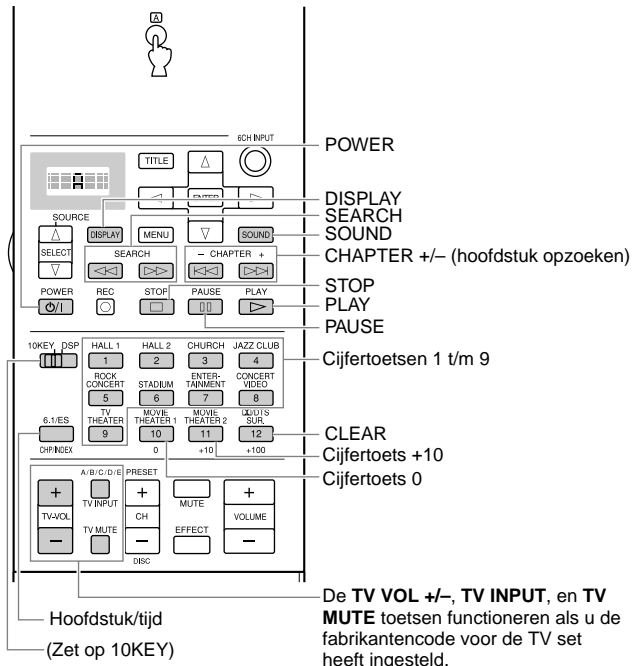 A
6CH INPUT
POWER
TITLE
A
ENTER
DISPLAY
SEARCH
SOURCE
DISPLAY
MENU
SOUND
SOUND
SELECT
SEARCH
– CHAPTER +
CHAPTER +/– (hoofdstuk opzoeken)
STOP
POWER
REC
STOP
PAUSE
PLAY
PLAY
PAUSE
10KEY DSP
HALL 1
HALL 2
CHURCH
JAZZ CLUB
1
2
3
4
Cijfertoetsen 1 t/m 9
ROCK CONCERT
STADIUM
ENTER-TAINMENT
CONCERT VIDEO
5
6
7
8
6.1/ES
TV THEATER
MOVIE THEATER 1
MOVIE THEATER 2
/DTS SUR.
9
10
11
12
CLEAR
CHP/INDEX
0
+10
+100
Cijfertoets +10
Cijfertoets 0
A/B/C/D/E
PRESET
+
TV INPUT
+
MUTE
+
TV-VOL
CH
VOLUME
–
TV MUTE
–
EFFECT
–
DISC
De TV VOL +/–, TV INPUT, en TV
MUTE toetsen functioneren als u de
fabrikantencode voor de TV set
heeft ingesteld.
Hoofdstuk/tijd
(Zet op 10KEY)